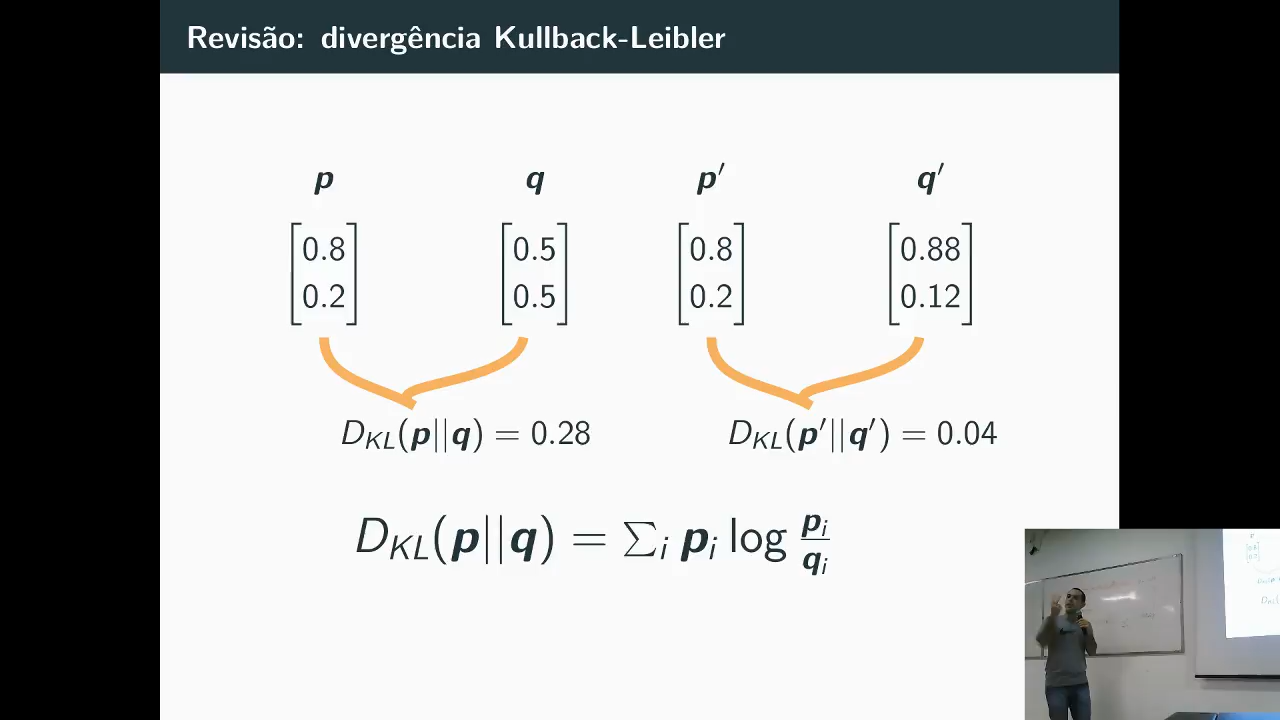 Revisão: divergência Kullback-Leibler
p q p′ q′
0.8 0.5 0.8 0.88
0.2 0.5 0.2 0.12
D_KL(p||q) = 0.28 D_KL(p′||q′) = 0.04
D_KL(p||q) = ∑_i p_i log p_i/q_i